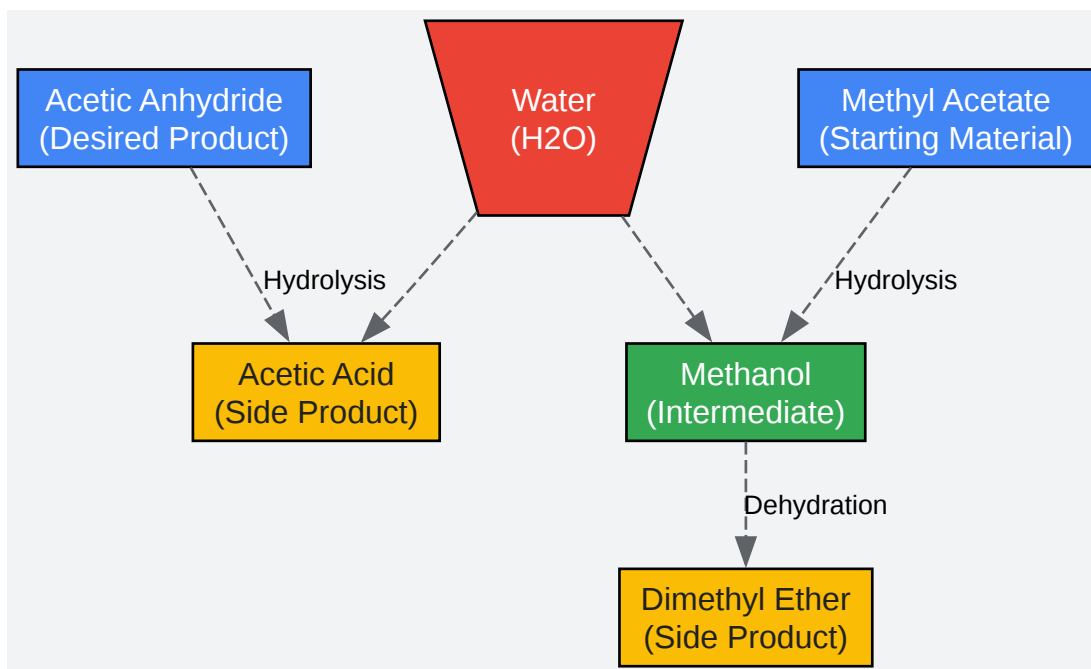 Acetic Anhydride
(Desired Product)
Water
(H2O)
Methyl Acetate
(Starting Material)
Hydrolysis
Hydrolysis
Acetic Acid
(Side Product)
Methanol
(Intermediate)
Dehydration
Dimethyl Ether
(Side Product)